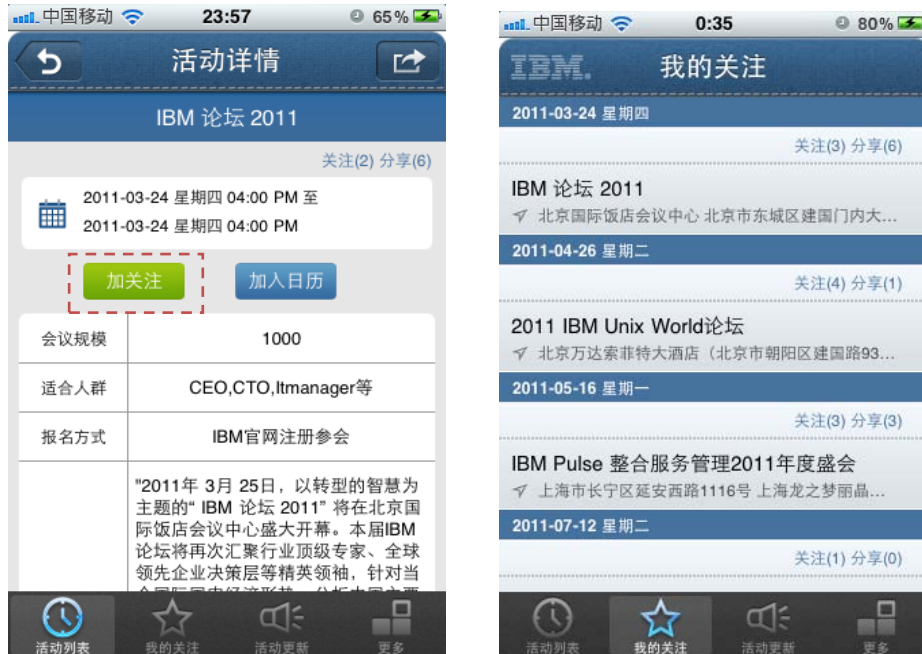 中国移动 23:57 65%
活动详情
IBM 论坛 2011
关注(2) 分享(6)
2011-03-24 星期四 04:00 PM 至
2011-03-24 星期四 04:00 PM
加关注 加入日历
会议规模 1000
适合人群 CEO,CTO,Itmanager等
报名方式 IBM官网注册参会
"2011年 3月 25日，以转型的智慧为
主题的“ IBM 论坛 2011” 将在北京国
际饭店会议中心盛大开幕。本届IBM
论坛将再次汇聚行业顶级专家、全球
领先企业决策层等精英领袖，针对当
活动列表 我的关注 活动更新 更多
中国移动 0:35 80%
IBM. 我的关注
2011-03-24 星期四
关注(3) 分享(6)
IBM 论坛 2011
北京国际饭店会议中心 北京市东城区建国门内大...
2011-04-26 星期二
关注(4) 分享(1)
2011 IBM Unix World论坛
北京万达索菲特大酒店（北京市朝阳区建国路93...
2011-05-16 星期一
关注(3) 分享(3)
IBM Pulse 整合服务管理2011年度盛会
上海市长宁区延安西路1116号 上海龙之梦丽晶...
2011-07-12 星期二
关注(1) 分享(0)
活动列表 我的关注 活动更新 更多